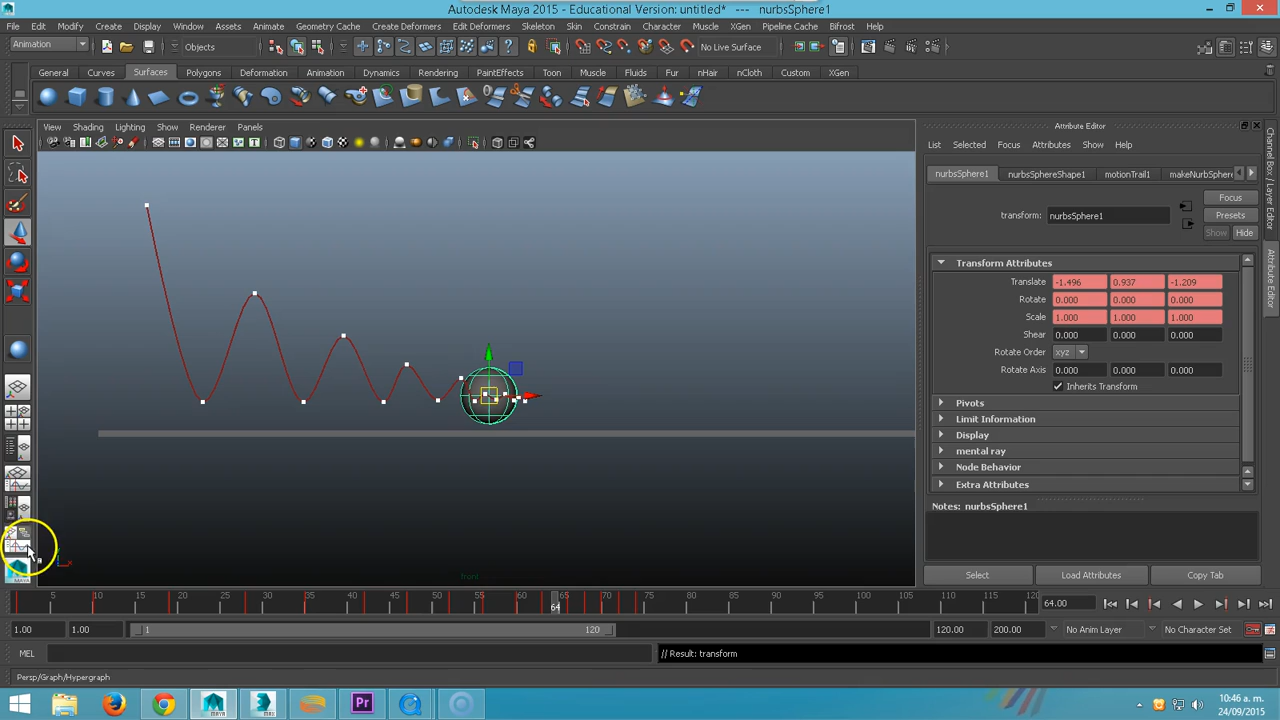 Autodesk Maya 2015 - Educational Version: untitled* --- nurbsSphere1
File Edit Modify Create Display Window Assets Animate Geometry Cache Create Deformers Edit Deformers Skeleton Skin Constrain Character Muscle XGen Pipeline Cache Bifrost Help
Animation Objects No Live Surface
General Curves Surfaces Polygons Deformation Animation Dynamics Rendering PaintEffects Toon Muscle Fluids Fur nHair nCloth Custom XGen
View Shading Lighting Show Renderer Panels
Attribute Editor
List Selected Focus Attributes Show Help
nurbsSphere1 nurbsSphereShape1 motionTrail1 makeNurbSphere
Focus
transform: nurbsSphere1 Presets
Show Hide
Transform Attributes
Translate -1.496 0.937 -1.209
Rotate 0.000 0.000 0.000
Scale 1.000 1.000 1.000
Shear 0.000 0.000 0.000
Rotate Order xyz
Rotate Axis 0.000 0.000 0.000
Inherits Transform
Pivots
Limit Information
Display
mental ray
Node Behavior
Extra Attributes
Notes: nurbsSphere1
Select Load Attributes Copy Tab
Channel Box / Layer Editor
Attribute Editor
front
MAYA
5 10 15 20 25 30 35 40 45 50 55 60 65 70 75 80 85 90 95 100 105 110 115 120
64 64.00
1.00 1.00 1 120 120.00 200.00 No Anim Layer No Character Set
MEL // Result: transform
Persp/Graph/Hypergraph
Pr
10:46 a. m.
24/09/2015